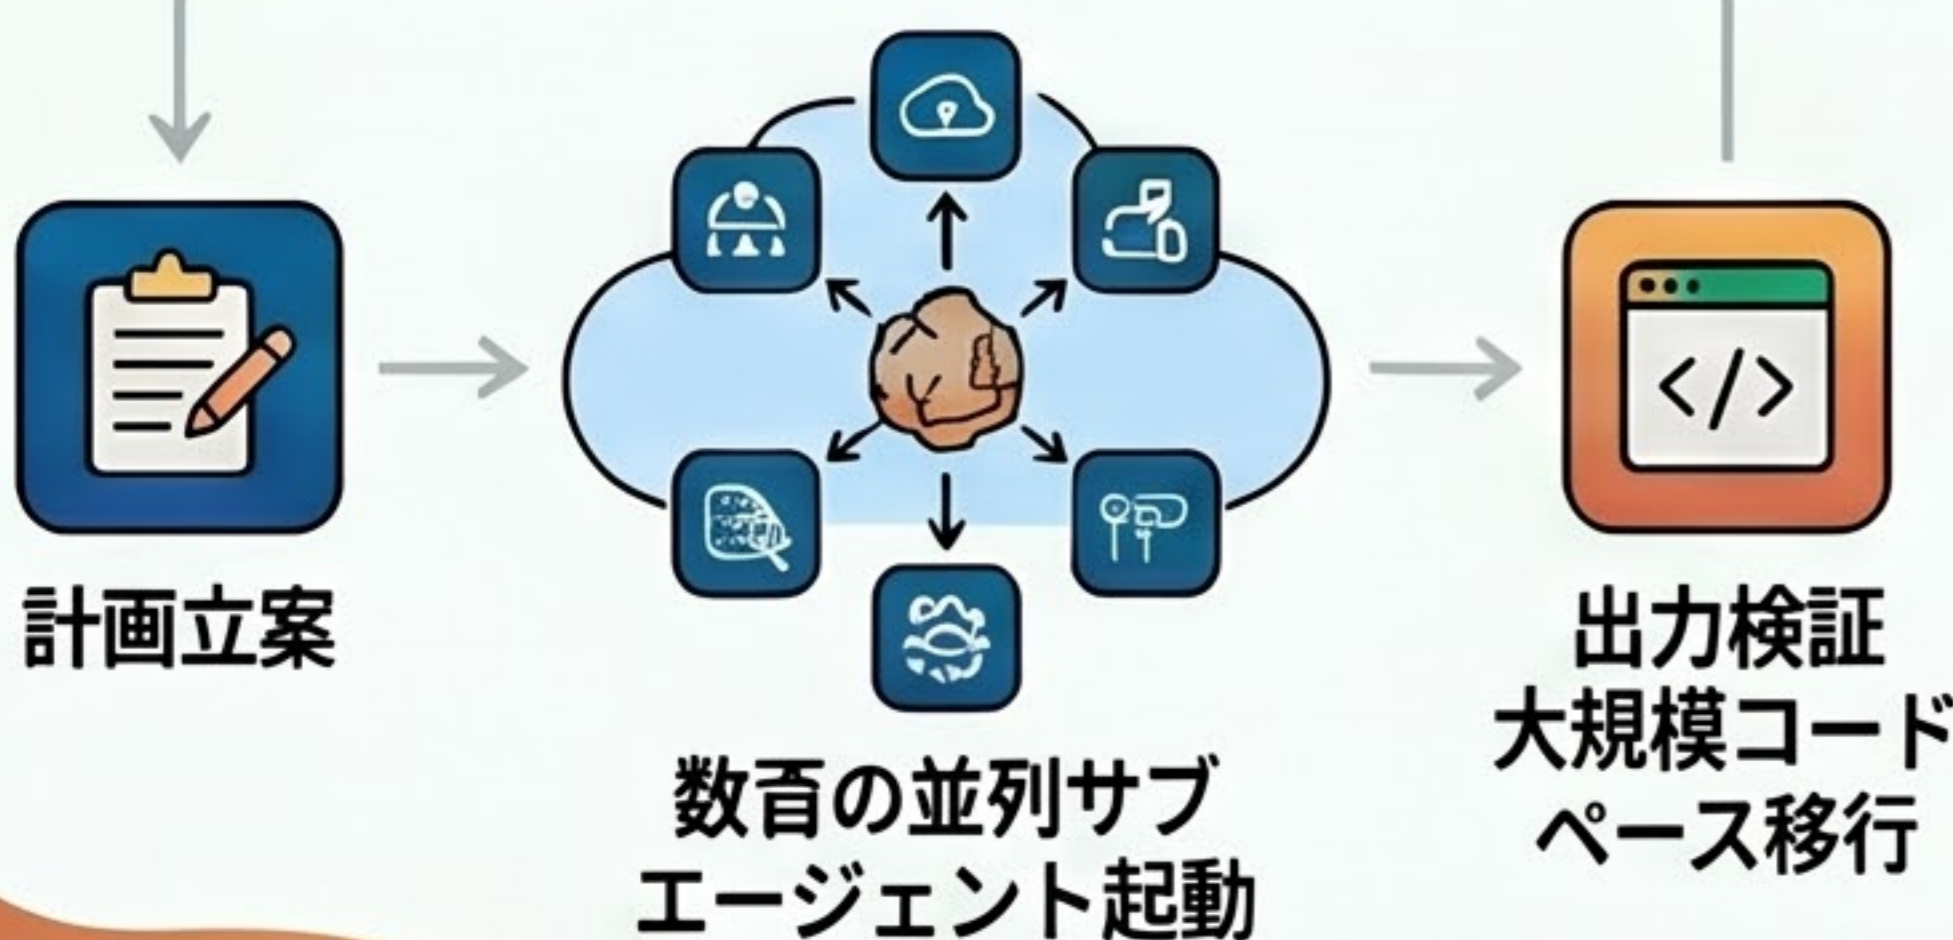 計画立案
数百の並列サブ
エージェント起動
出力検証
大規模コード
ペース移行